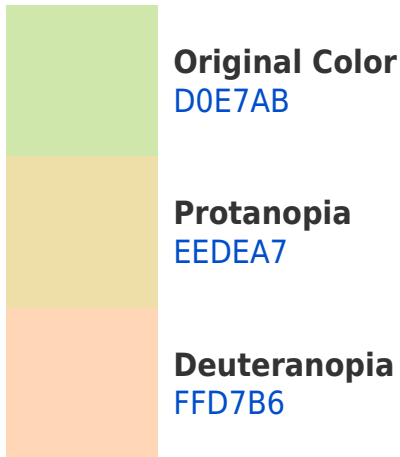 Original Color
D0E7AB
Protanopia
EEDEA7
Deuteranopia
FFD7B6